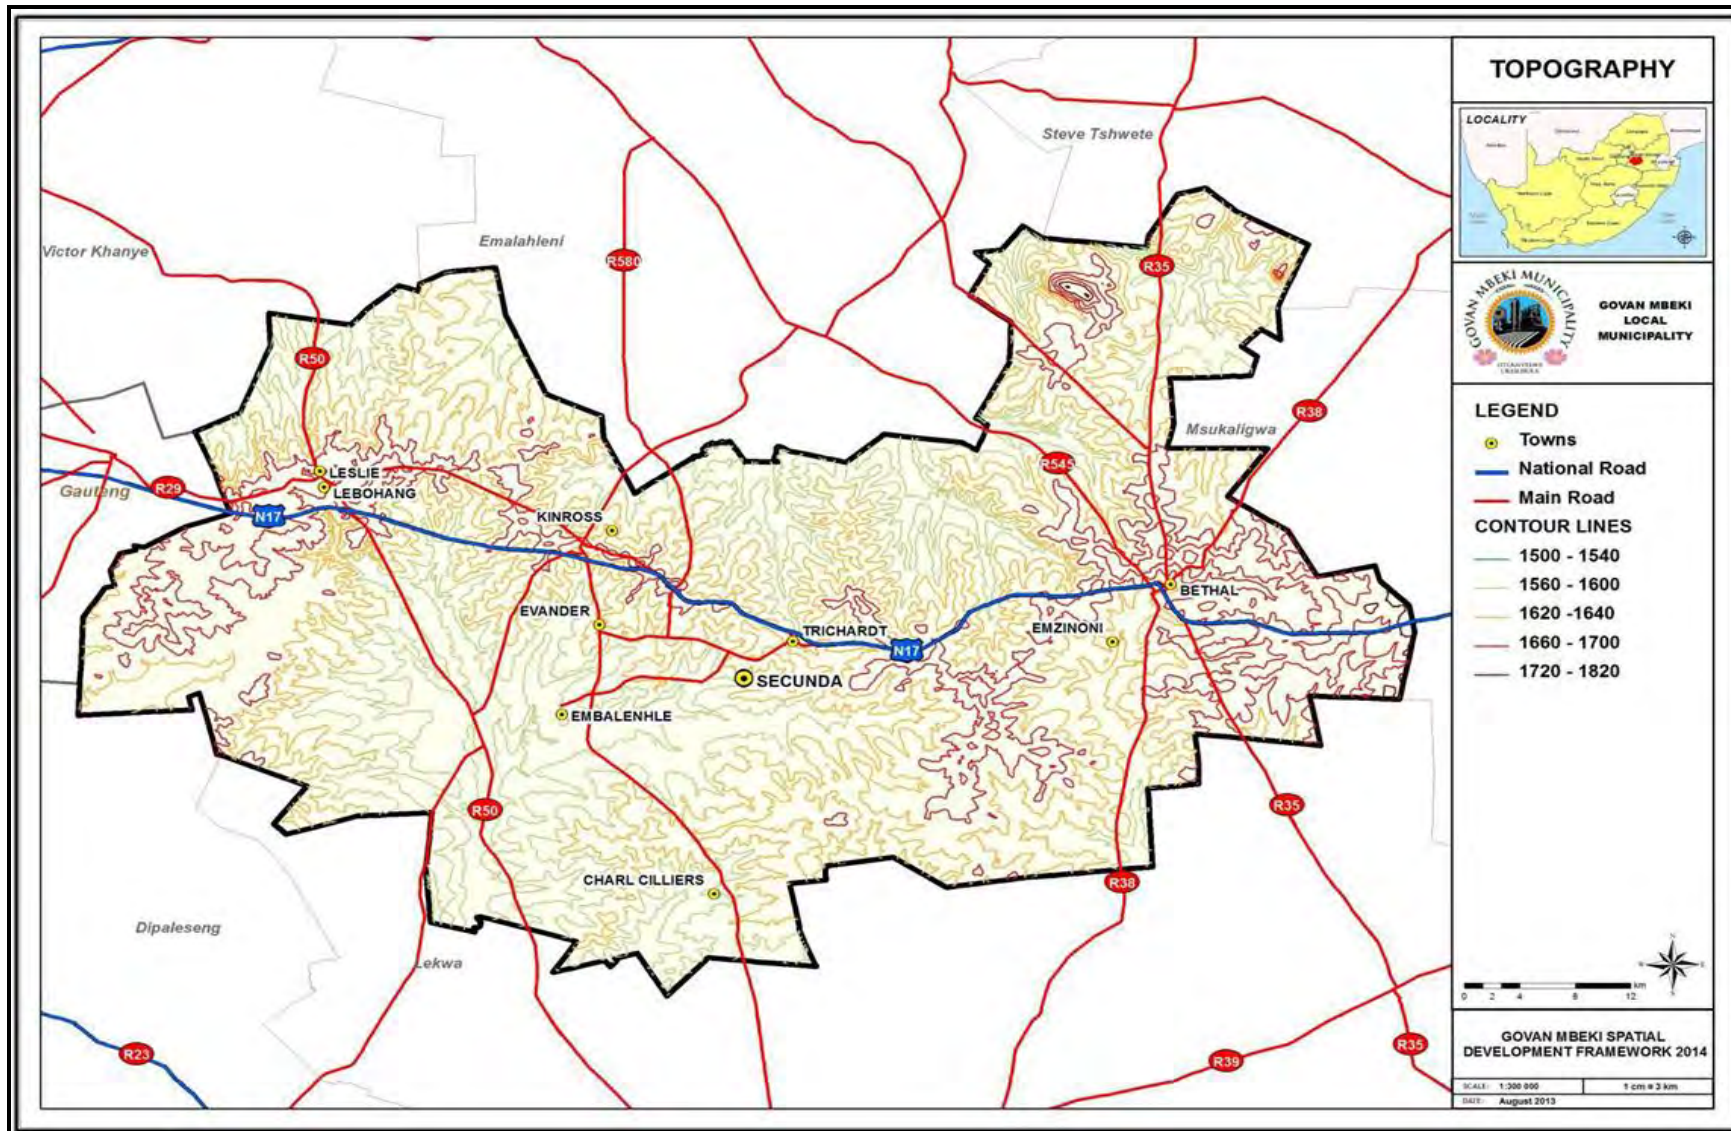 TOPOGRAPHY
LOCALITY
GOVAN MBEKI MUNICIPALITY
GOVAN MBEKI
LOCAL
MUNICIPALITY
LEGEND
Towns
National Road
Main Road
CONTOUR LINES
1500 - 1540
1560 - 1600
1620 -1640
1660 - 1700
1720 - 1820
N
W
E
S
0 2 4 8 12 km
GOVAN MBEKI SPATIAL
DEVELOPMENT FRAMEWORK 2014
SCALE: 1:300 000
1 cm = 3 km
DATE: August 2013
Steve Tshwete
Emalahleni
Victor Khanye
R580
R35
R50
R38
Msukaligwa
R545
LESLIE
LEBOHANG
Gauteng
R29
N17
KINROSS
BETHAL
EVANDER
TRICHARDT
EMZINONI
N17
SECUNDA
EMBALENHLE
R50
R35
CHARL CILLIERS
R38
Dipaleseng
Lekwa
R23
R39
R35